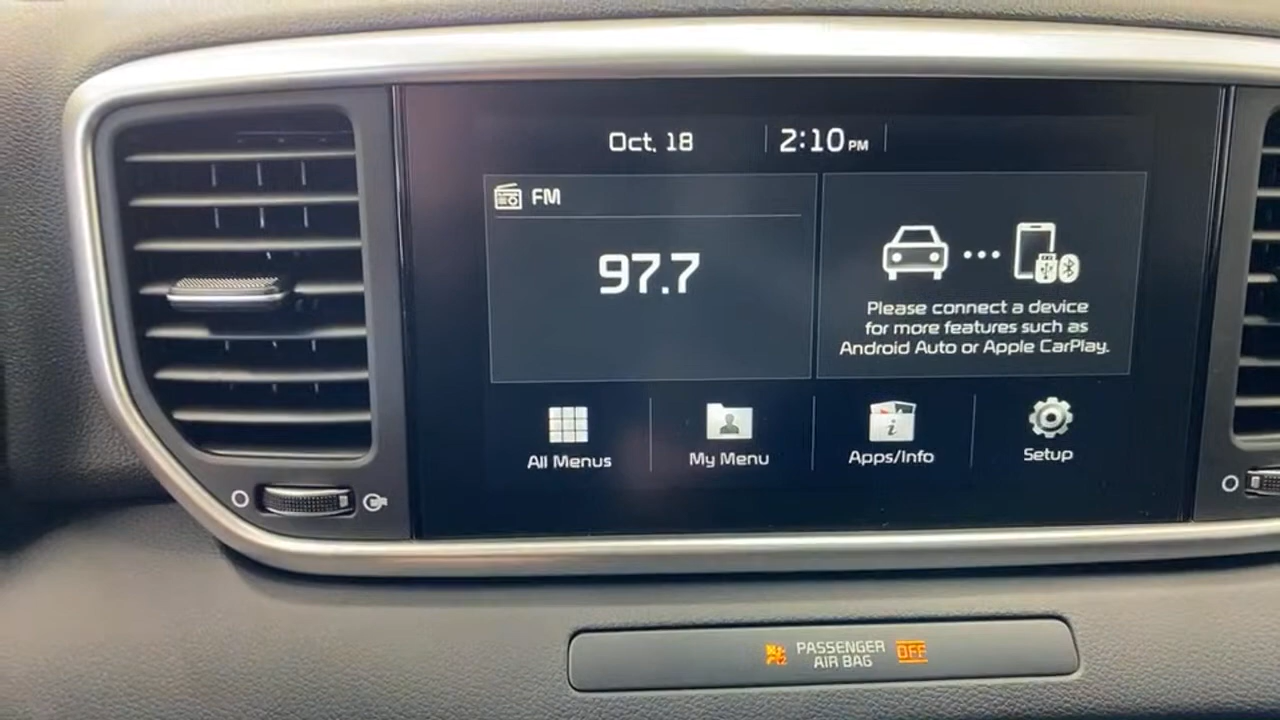 Oct. 18
2:10 PM
FM
97.7
Please connect a device
for more features such as
Android Auto or Apple CarPlay.
All Menus
My Menu
Apps/Info
Setup
PASSENGER
AIR BAG
OFF